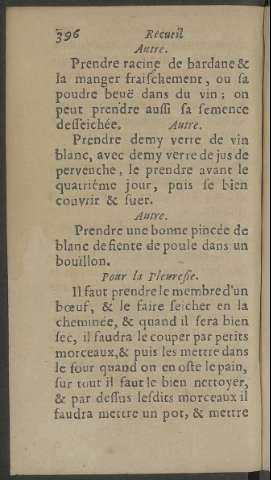 396 Recueil
Autre.
Prendre racine de bardane &
la manger fraischement, ou sa
poudre beuë dans du vin ; on
peut prendre aussi sa semence
desseichée. Autre.
Prendre demy verre de vin
blanc, avec demy verre de jus de
pervenche, le prendre avant le
quatriéme jour, puis se bien
couvrir & suer.
Autre.
Prendre une bonne pincée de
blanc de fiente de poule dans un
bouillon.
Pour la Pleuresie.
Il faut prendre le membre d'un
bœuf, & le faire seicher en la
cheminée, & quand il sera bien
sec, il faudra le couper par petits
morceaux, & puis les mettre dans
le four quand on en oste le pain,
sur tout il faut le bien nettoyer,
& par dessus lesdits morceaux il
faudra mettre un pot, & mettre